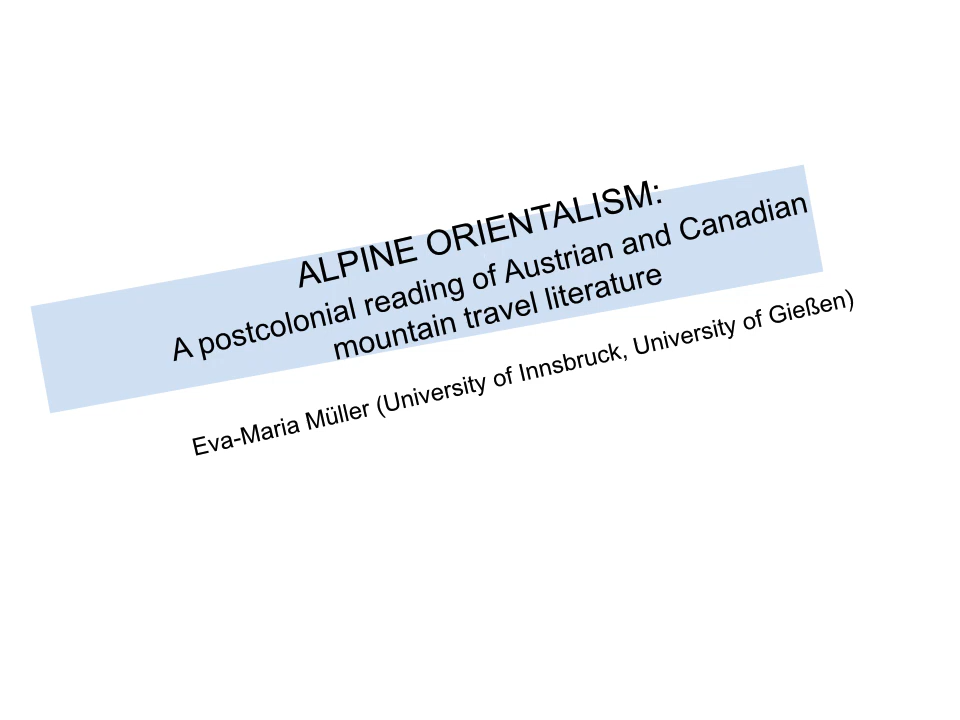 ALPINE ORIENTALISM:
A postcolonial reading of Austrian and Canadian
mountain travel literature
Eva-Maria Müller (University of Innsbruck, University of Gießen)